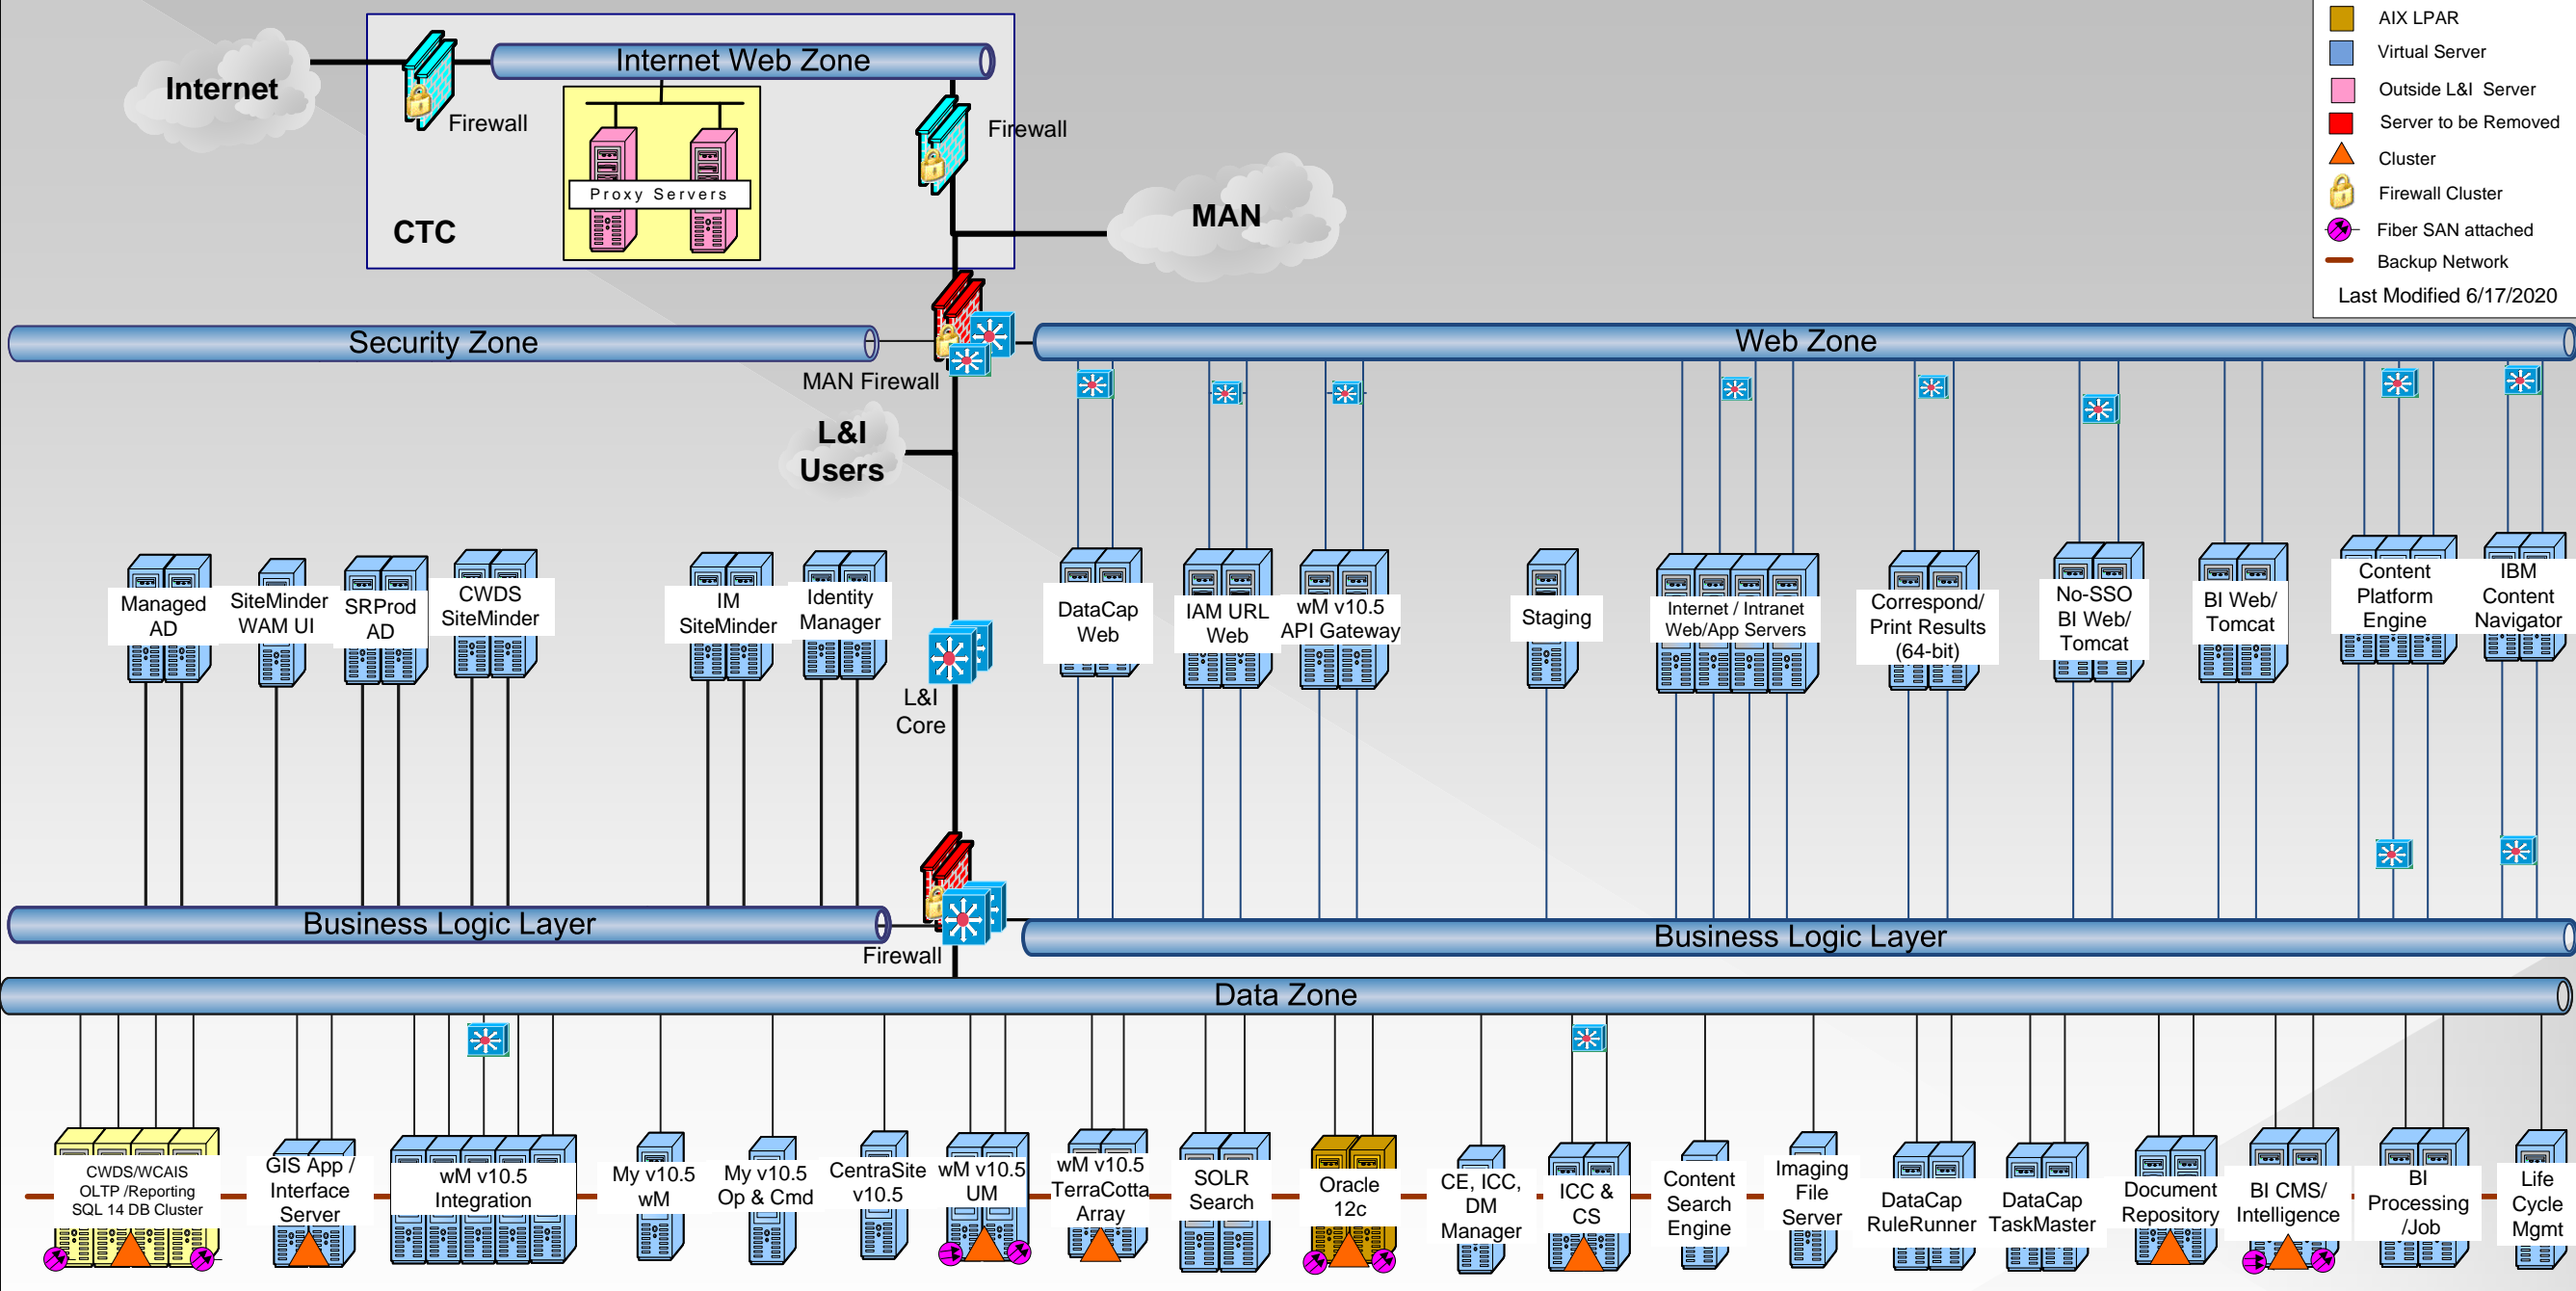 Internet
Internet Web Zone
Firewall
Firewall
Proxy Servers
CTC
MAN
AIX LPAR
Virtual Server
Outside L&I Server
Server to be Removed
Cluster
Firewall Cluster
Fiber SAN attached
Backup Network
Last Modified 6/17/2020
Security Zone
Web Zone
MAN Firewall
L&I
Users
Managed
AD
SiteMinder
WAM UI
SRProd
AD
CWDS
SiteMinder
IM
SiteMinder
Identity
Manager
L&I
Core
DataCap
Web
IAM URL
Web
wM v10.5
API Gateway
Staging
Internet / Intranet
Web/App Servers
Correspond/
Print Results
(64-bit)
No-SSO
BI Web/
Tomcat
BI Web/
Tomcat
Content
Platform
Engine
IBM
Content
Navigator
Business Logic Layer
Firewall
Business Logic Layer
Data Zone
CWDS/WCAIS
OLTP /Reporting
SQL 14 DB Cluster
GIS App /
Interface
Server
wM v10.5
Integration
My v10.5
wM
My v10.5
Op & Cmd
CentraSite
v10.5
wM v10.5
UM
wM v10.5
TerraCotta
Array
SOLR
Search
Oracle
12c
CE, ICC,
DM
Manager
ICC &
CS
Content
Search
Engine
Imaging
File
Server
DataCap
RuleRunner
DataCap
TaskMaster
Document
Repository
BI CMS/
Intelligence
BI
Processing
/Job
Life
Cycle
Mgmt